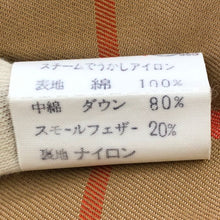 スチームでうかしアイロン
表地 綿 100%
中綿 ダウン 80%
スモールフェザー 20%
裏地 ナイロン